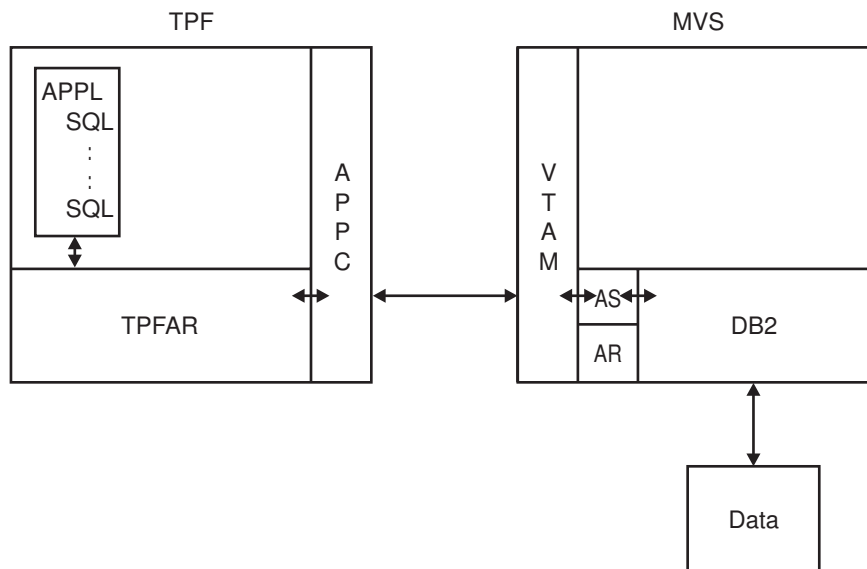 TPF
MVS
APPL
SQL
:
:
SQL
A
P
P
C
V
T
A
M
TPFAR
AS
AR
DB2
Data